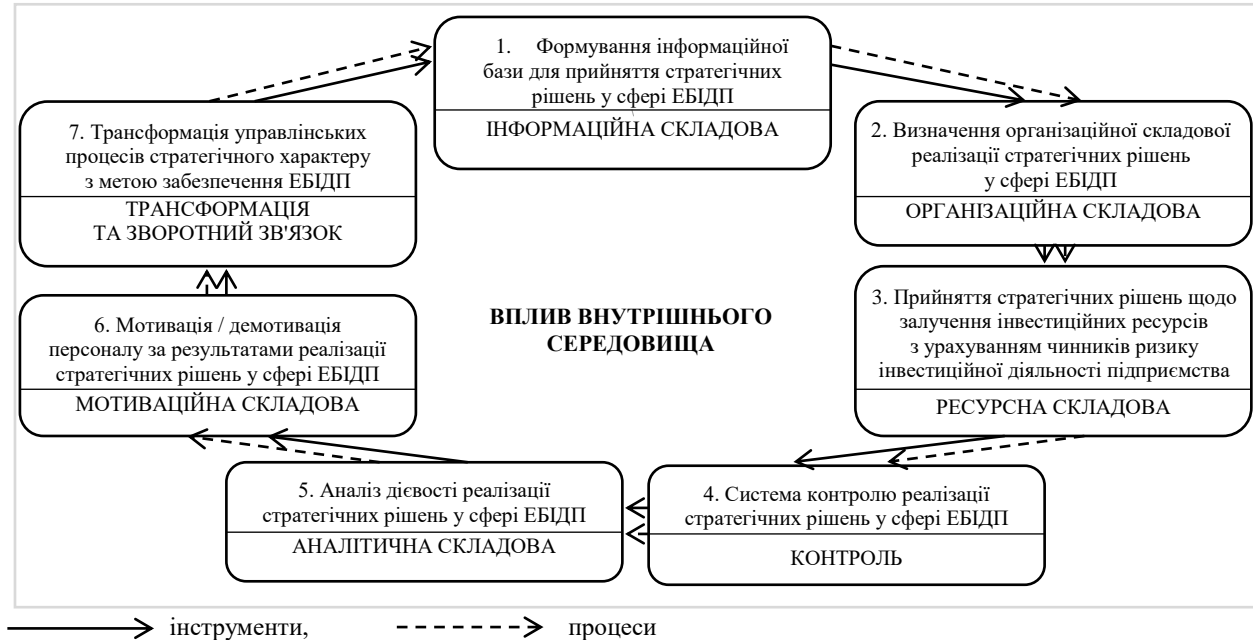 1. Формування інформаційної
бази для прийняття стратегічних
рішень у сфері ЕБІДП
ІНФОРМАЦІЙНА СКЛАДОВА
2. Визначення організаційної складової
реалізації стратегічних рішень
у сфері ЕБІДП
ОРГАНІЗАЦІЙНА СКЛАДОВА
3. Прийняття стратегічних рішень щодо
залучення інвестиційних ресурсів
з урахуванням чинників ризику
інвестиційної діяльності підприємства
РЕСУРСНА СКЛАДОВА
4. Система контролю реалізації
стратегічних рішень у сфері ЕБІДП
КОНТРОЛЬ
5. Аналіз дієвості реалізації
стратегічних рішень у сфері ЕБІДП
АНАЛІТИЧНА СКЛАДОВА
6. Мотивація / демотивація
персоналу за результатами реалізації
стратегічних рішень у сфері ЕБІДП
МОТИВАЦІЙНА СКЛАДОВА
7. Трансформація управлінських
процесів стратегічного характеру
з метою забезпечення ЕБІДП
ТРАНСФОРМАЦІЯ
ТА ЗВОРОТНИЙ ЗВ'ЯЗОК
ВПЛИВ ВНУТРІШНЬОГО
СЕРЕДОВИЩА
інструменти, процеси